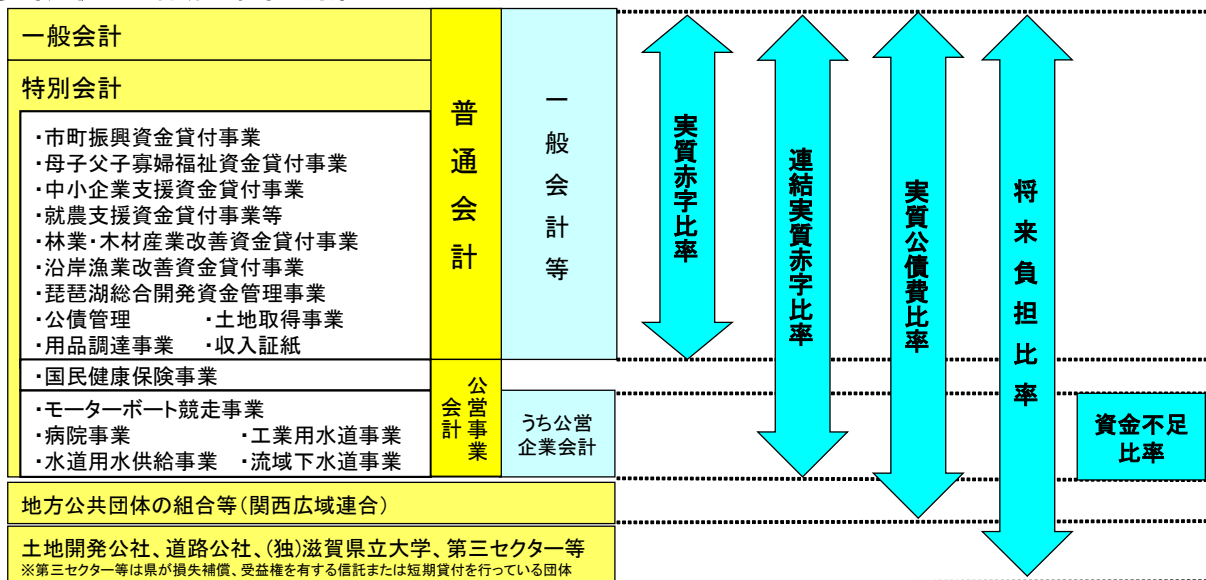 一般会計
特別会計
・市町振興資金貸付事業
・母子父子寡婦福祉資金貸付事業
・中小企業支援資金貸付事業
・就農支援資金貸付事業等
・林業・木材産業改善資金貸付事業
・沿岸漁業改善資金貸付事業
・琵琶湖総合開発資金管理事業
・公債管理 ・土地取得事業
・用品調達事業 ・収入証紙
・国民健康保険事業
・モーターボート競走事業
・病院事業 ・工業用水道事業
・水道用水供給事業 ・流域下水道事業
普通会計
公営事業
会計
一般会計等
うち公営
企業会計
実質赤字比率
連結実質赤字比率
実質公債費比率
将来負担比率
資金不足
比率
地方公共団体の組合等(関西広域連合)
土地開発公社、道路公社、(独)滋賀県立大学、第三セクター等
※第三セクター等は県が損失補償、受益権を有する信託または短期貸付を行っている団体